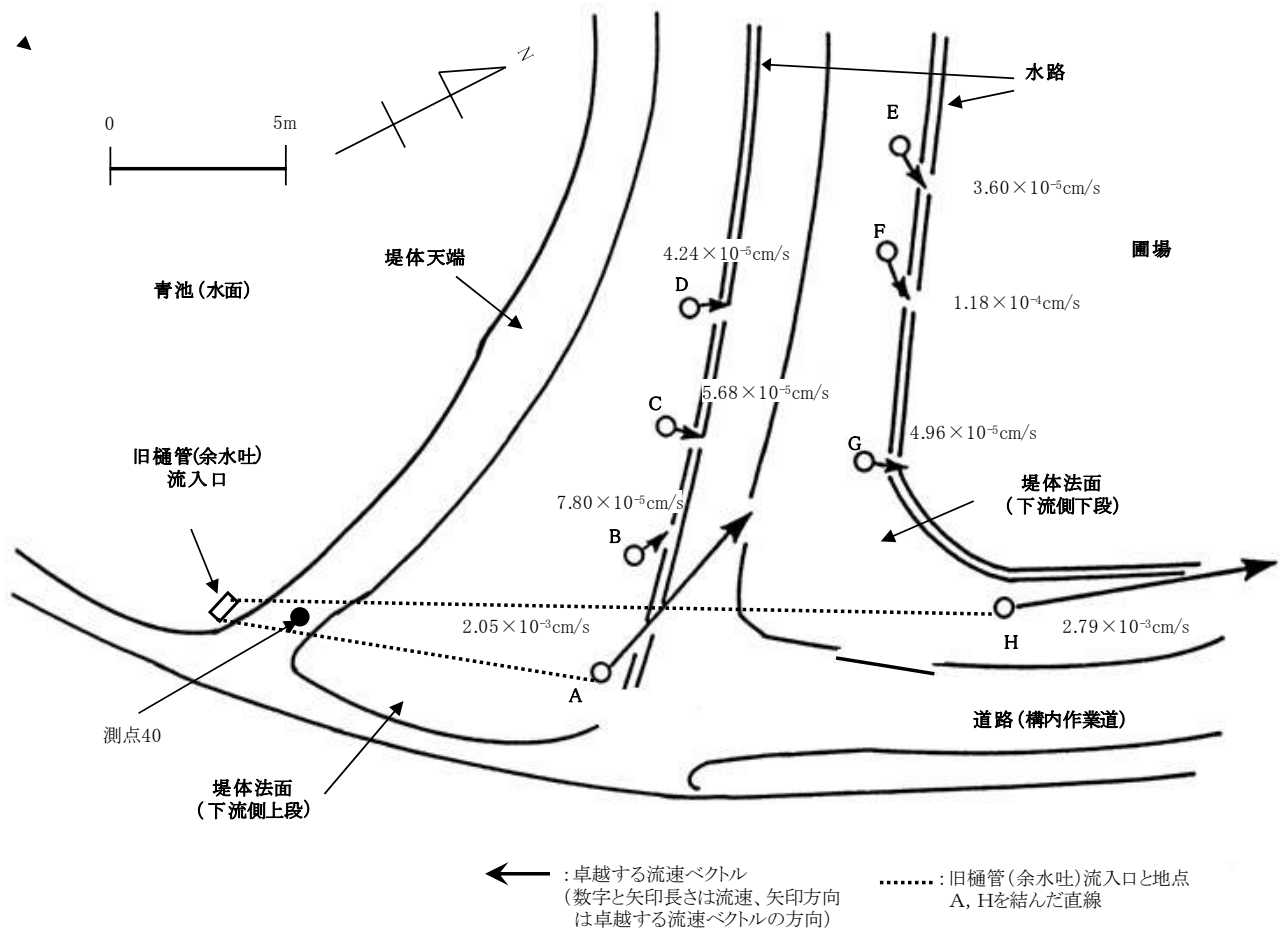 N
0
5m
水路
E
3.60×10⁻⁵cm/s
F
圃場
4.24×10⁻⁵cm/s
堤体天端
青池(水面)
D
1.18×10⁻⁴cm/s
5.68×10⁻⁵cm/s
C
4.96×10⁻⁵cm/s
G
旧樋管(余水吐)
流入口
堤体法面
(下流側下段)
7.80×10⁻⁵cm/s
B
2.05×10⁻³cm/s
H
2.79×10⁻³cm/s
A
測点40
道路(構内作業道)
堤体法面
(下流側上段)
:卓越する流速ベクトル
(数字と矢印長さは流速、矢印方向
は卓越する流速ベクトルの方向)
:旧樋管(余水吐)流入口と地点
A, Hを結んだ直線